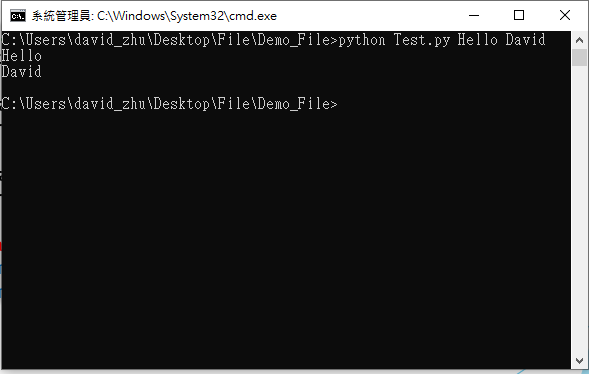 系統管理員: C:\Windows\System32\cmd.exe
C:\Users\david_zhu\Desktop\File\Demo_File>python Test.py Hello David
Hello
David
C:\Users\david_zhu\Desktop\File\Demo_File>